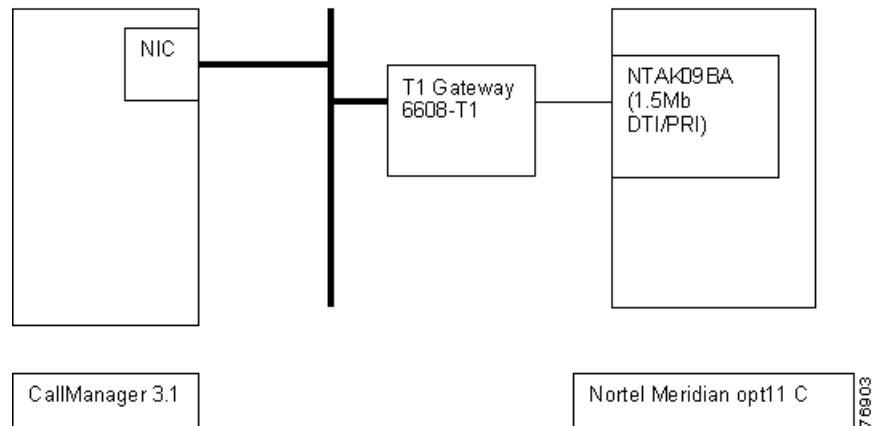 NIC
T1 Gateway
6608-T1
NTAK09BA
(1.5Mb
DTI/PRI)
CallManager 3.1
Nortel Meridian opt11 C
76903